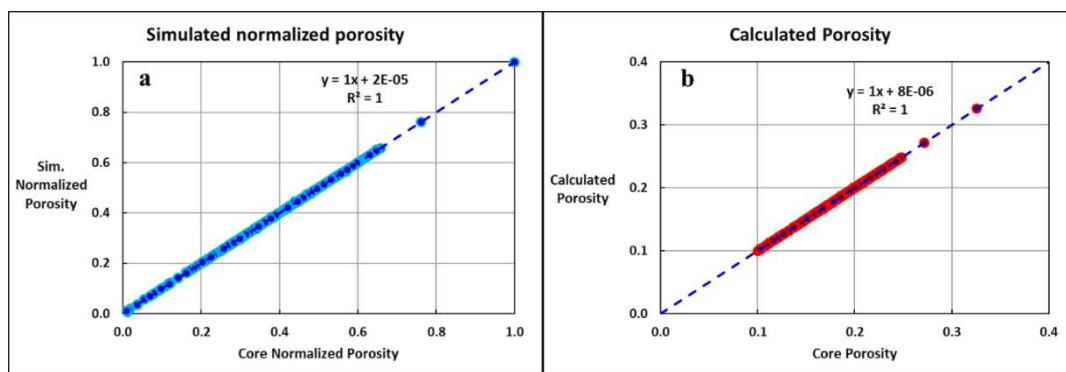 Simulated normalized porosity
a
y = 1x + 2E-05
R² = 1
1.0
0.8
0.6
0.4
0.2
0.0
Sim.
Normalized
Porosity
0.0 0.2 0.4 0.6 0.8 1.0
Core Normalized Porosity
Calculated Porosity
b
y = 1x + 8E-06
R² = 1
0.4
0.3
0.2
0.1
0.0
Calculated
Porosity
0.0 0.1 0.2 0.3 0.4
Core Porosity